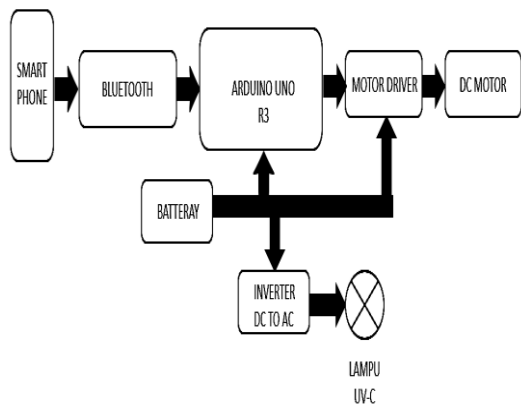 SMART
PHONE
BLUETOOTH
ARDUINO UNO
R3
MOTOR DRIVER
DC MOTOR
BATTERAY
INVERTER
DC TO AC
LAMPU
UV-C